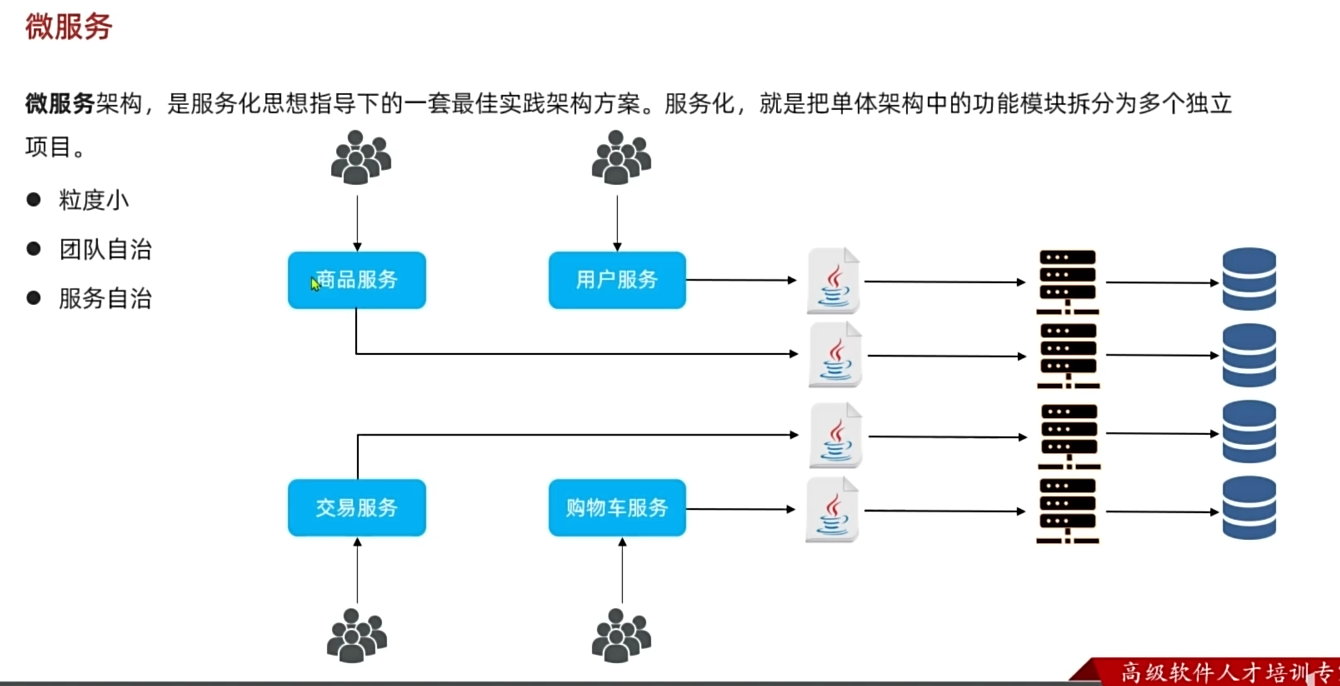 微服务
微服务架构，是服务化思想指导下的一套最佳实践架构方案。服务化，就是把单体架构中的功能模块拆分为多个独立
项目。
粒度小
团队自治
服务自治
商品服务
用户服务
交易服务
购物车服务
高级软件人才培训专